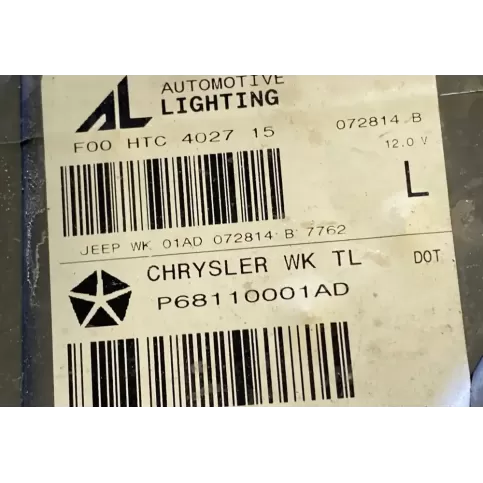 AL AUTOMOTIVE
LIGHTING
F00 HTC 4027 15 072814 B
12.0 V
L
JEEP WK 01AD 072814 B 7762
CHRYSLER WK TL DOT
P68110001AD